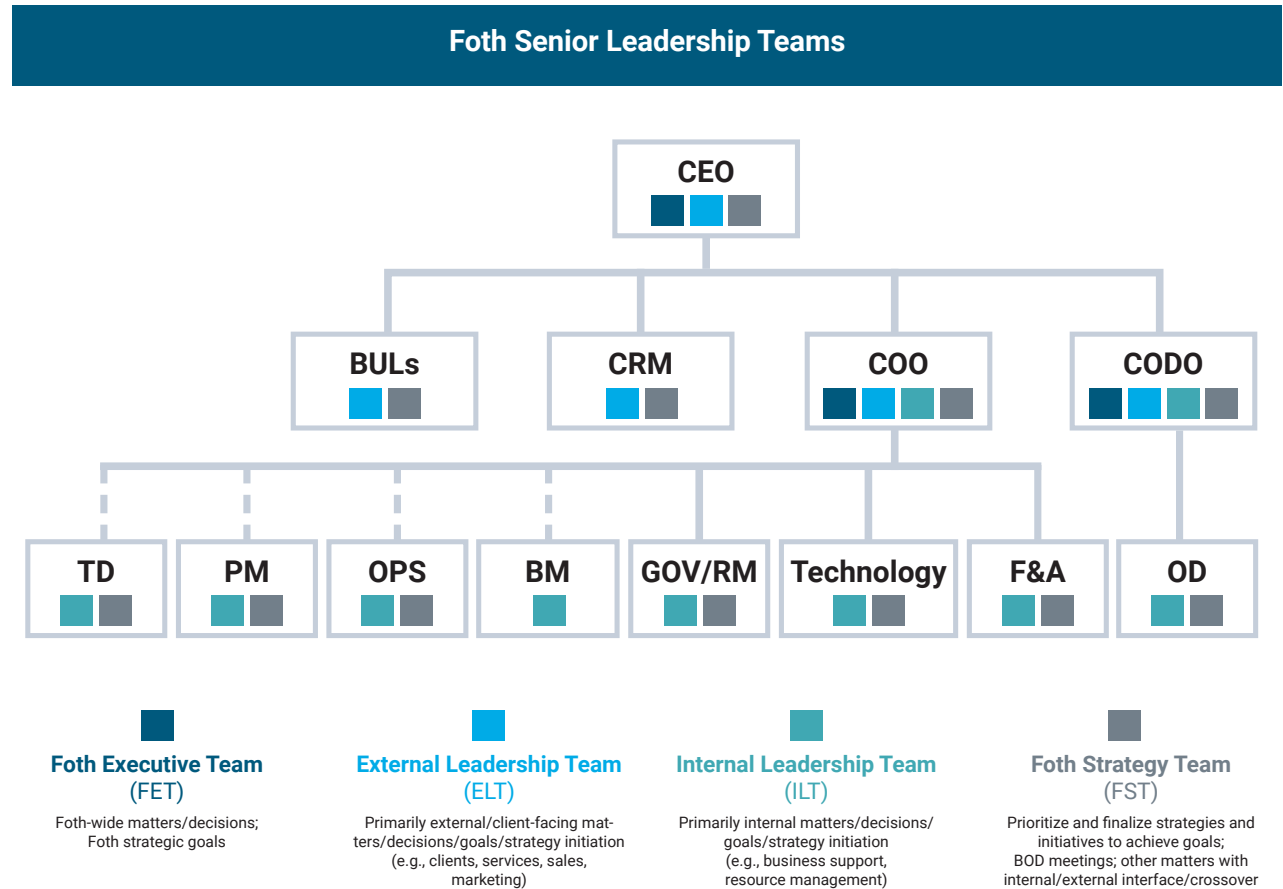 Foth Senior Leadership Teams
CEO
BULs
CRM
COO
CODO
TD
PM
OPS
BM
GOV/RM
Technology
F&A
OD
Foth Executive Team
(FET)
Foth-wide matters/decisions;
Foth strategic goals
External Leadership Team
(ELT)
Primarily external/client-facing mat-
ters/decisions/goals/strategy initiation
(e.g., clients, services, sales,
marketing)
Internal Leadership Team
(ILT)
Primarily internal matters/decisions/
goals/strategy initiation
(e.g., business support,
resource management)
Foth Strategy Team
(FST)
Prioritize and finalize strategies and
initiatives to achieve goals;
BOD meetings; other matters with
internal/external interface/crossover